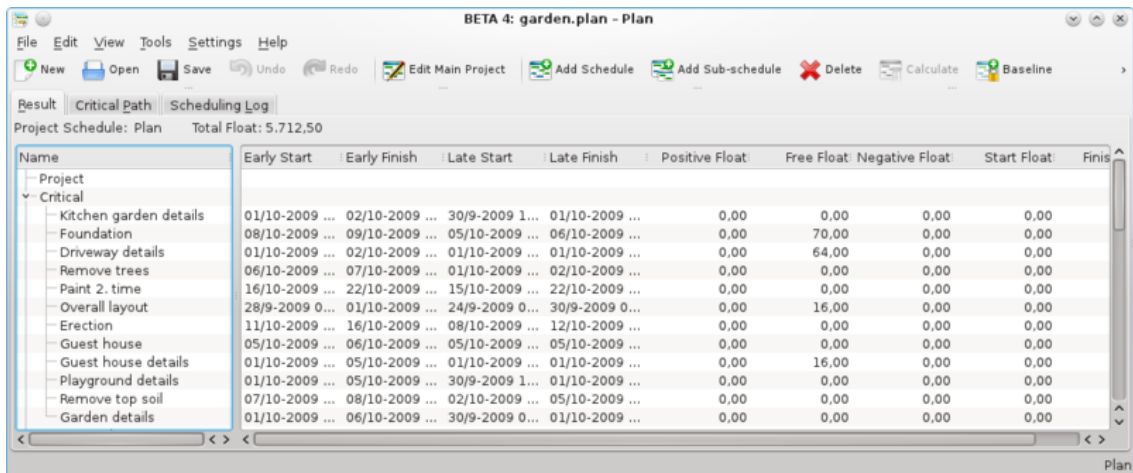 BETA 4: garden.plan - Plan
File Edit View Tools Settings Help
New Open Save Undo Redo Edit Main Project Add Schedule Add Sub-schedule Delete Calculate Baseline
Result Critical Path Scheduling Log
Project Schedule: Plan Total Float: 5.712,50
Name Early Start Early Finish Late Start Late Finish Positive Float Free Float Negative Float Start Float Finis
Project
Critical
Kitchen garden details 01/10-2009 ... 02/10-2009 ... 30/9-2009 1... 01/10-2009 ... 0,00 0,00 0,00 0,00
Foundation 08/10-2009 ... 09/10-2009 ... 05/10-2009 ... 06/10-2009 ... 0,00 70,00 0,00 0,00
Driveway details 01/10-2009 ... 02/10-2009 ... 01/10-2009 ... 01/10-2009 ... 0,00 64,00 0,00 0,00
Remove trees 06/10-2009 ... 07/10-2009 ... 01/10-2009 ... 02/10-2009 ... 0,00 0,00 0,00 0,00
Paint 2. time 16/10-2009 ... 22/10-2009 ... 15/10-2009 ... 22/10-2009 ... 0,00 0,00 0,00 0,00
Overall layout 28/9-2009 0... 01/10-2009 ... 24/9-2009 0... 30/9-2009 0... 0,00 16,00 0,00 0,00
Erection 11/10-2009 ... 16/10-2009 ... 08/10-2009 ... 12/10-2009 ... 0,00 0,00 0,00 0,00
Guest house 05/10-2009 ... 06/10-2009 ... 05/10-2009 ... 05/10-2009 ... 0,00 0,00 0,00 0,00
Guest house details 01/10-2009 ... 05/10-2009 ... 01/10-2009 ... 01/10-2009 ... 0,00 16,00 0,00 0,00
Playground details 01/10-2009 ... 05/10-2009 ... 30/9-2009 1... 01/10-2009 ... 0,00 0,00 0,00 0,00
Remove top soil 07/10-2009 ... 08/10-2009 ... 02/10-2009 ... 05/10-2009 ... 0,00 0,00 0,00 0,00
Garden details 01/10-2009 ... 06/10-2009 ... 30/9-2009 0... 01/10-2009 ... 0,00 0,00 0,00 0,00
Plan